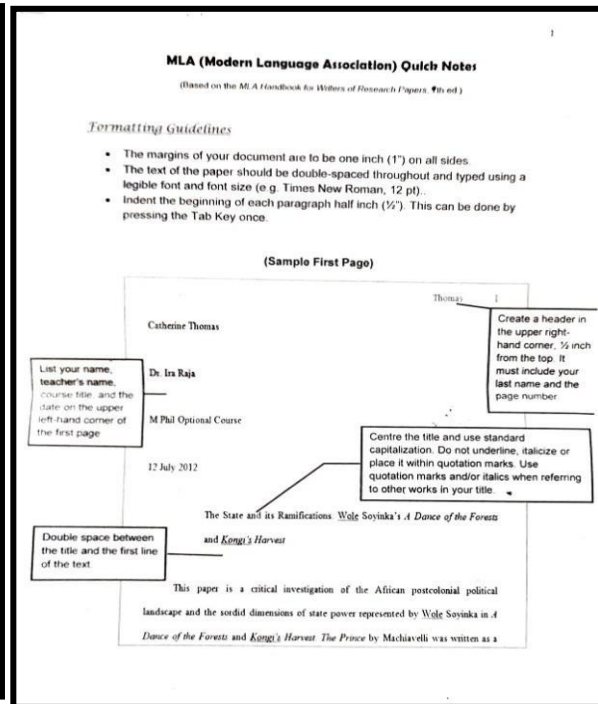 1
MLA (Modern Language Association) Quick Notes
(Based on the MLA Handbook for Writers of Research Papers, th ed.)
Formatting Guidelines
• The margins of your document are to be one inch (1") on all sides
• The text of the paper should be double-spaced throughout and typed using a
legible font and font size (e.g. Times New Roman, 12 pt)..
• Indent the beginning of each paragraph half inch (½"). This can be done by
pressing the Tab Key once.
(Sample First Page)
Thomas 1
Create a header in
the upper right-
hand corner, ½ inch
from the top. It
must include your
last name and the
page number
Catherine Thomas
List your name,
teacher's name,
course title, and the
date on the upper
left-hand corner of
the first page
Dr. Ira Raja
M Phil Optional Course
Centre the title and use standard
capitalization. Do not underline, italicize or
place it within quotation marks. Use
quotation marks and/or italics when referring
to other works in your title.
12 July 2012
The State and its Ramifications. Wole Soyinka's A Dance of the Forests
and Kongi's Harvest
Double space between
the title and the first line
of the text
This paper is a critical investigation of the African postcolonial political
landscape and the sordid dimensions of state power represented by Wole Soyinka in A
Dance of the Forests and Kongi's Harvest. The Prince by Machiavelli was written as a